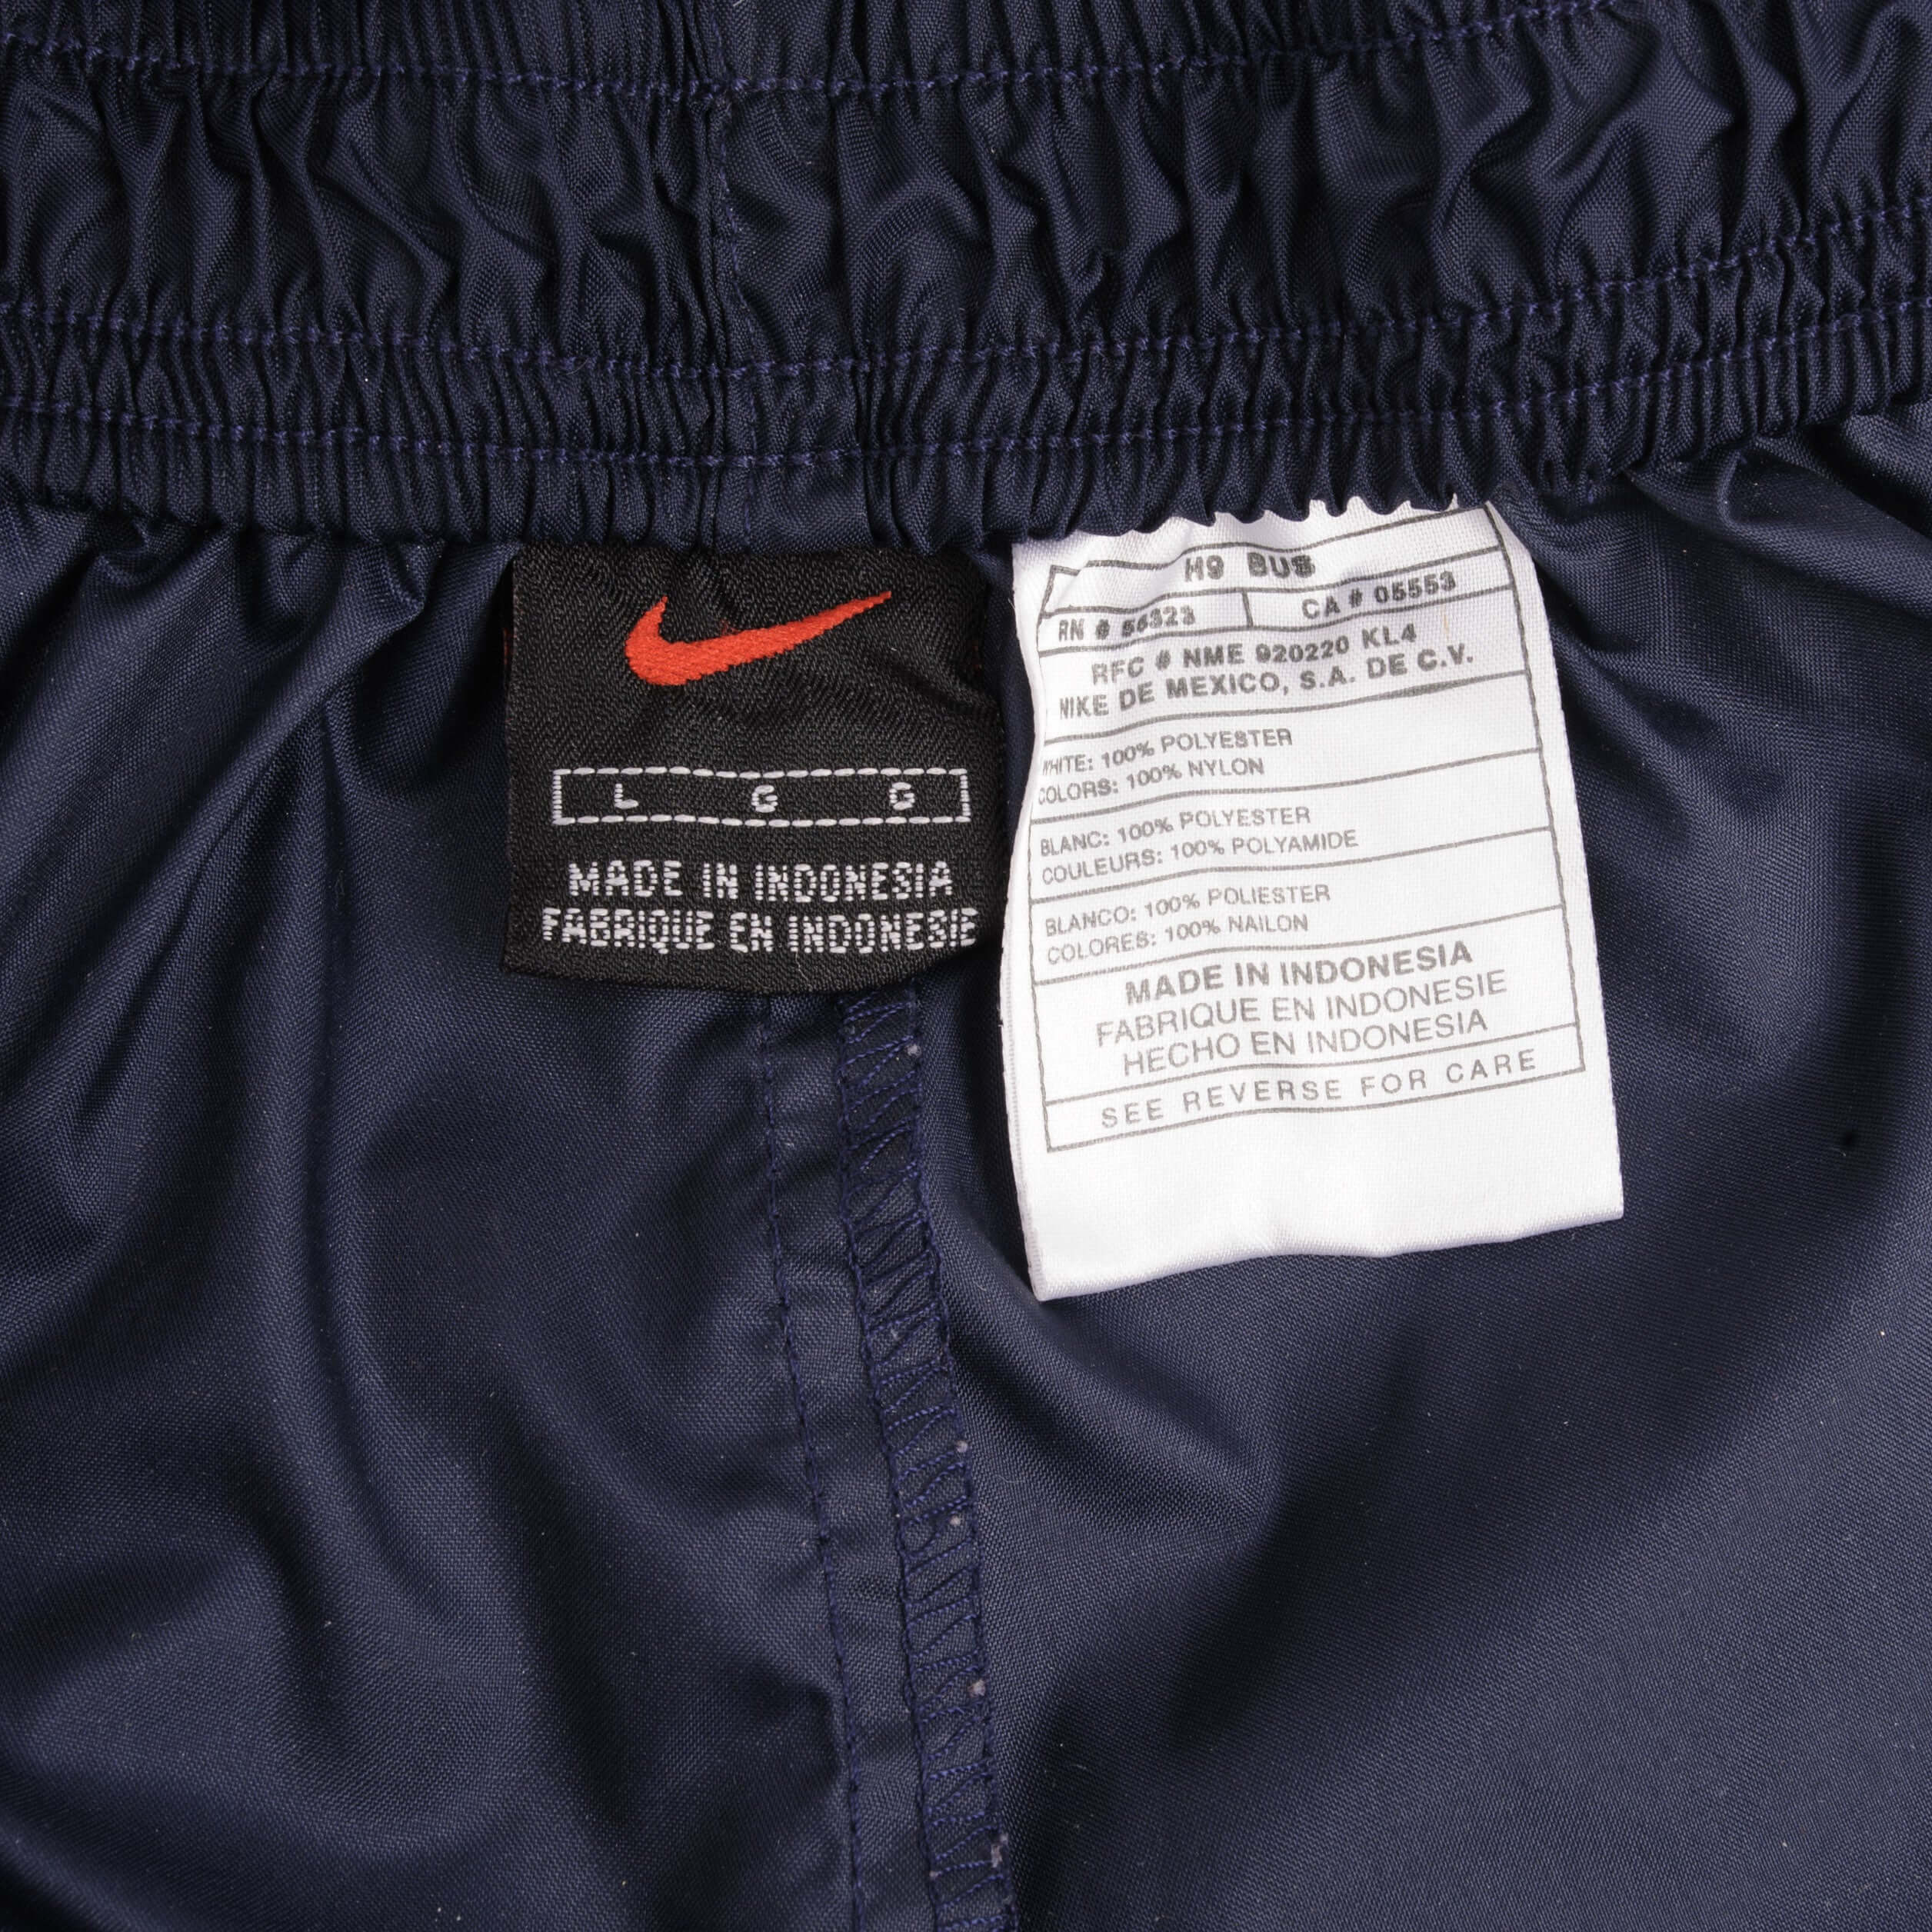 L G G
MADE IN INDONESIA
FABRIQUE EN INDONESIE
H9 BUS
RN # 56323 CA # 05553
RFC # NME 920220 KL4
NIKE DE MEXICO, S.A. DE C.V.
WHITE: 100% POLYESTER
COLORS: 100% NYLON
BLANC: 100% POLYESTER
COULEURS: 100% POLYAMIDE
BLANCO: 100% POLIESTER
COLORES: 100% NAILON
MADE IN INDONESIA
FABRIQUE EN INDONESIE
HECHO EN INDONESIA
SEE REVERSE FOR CARE